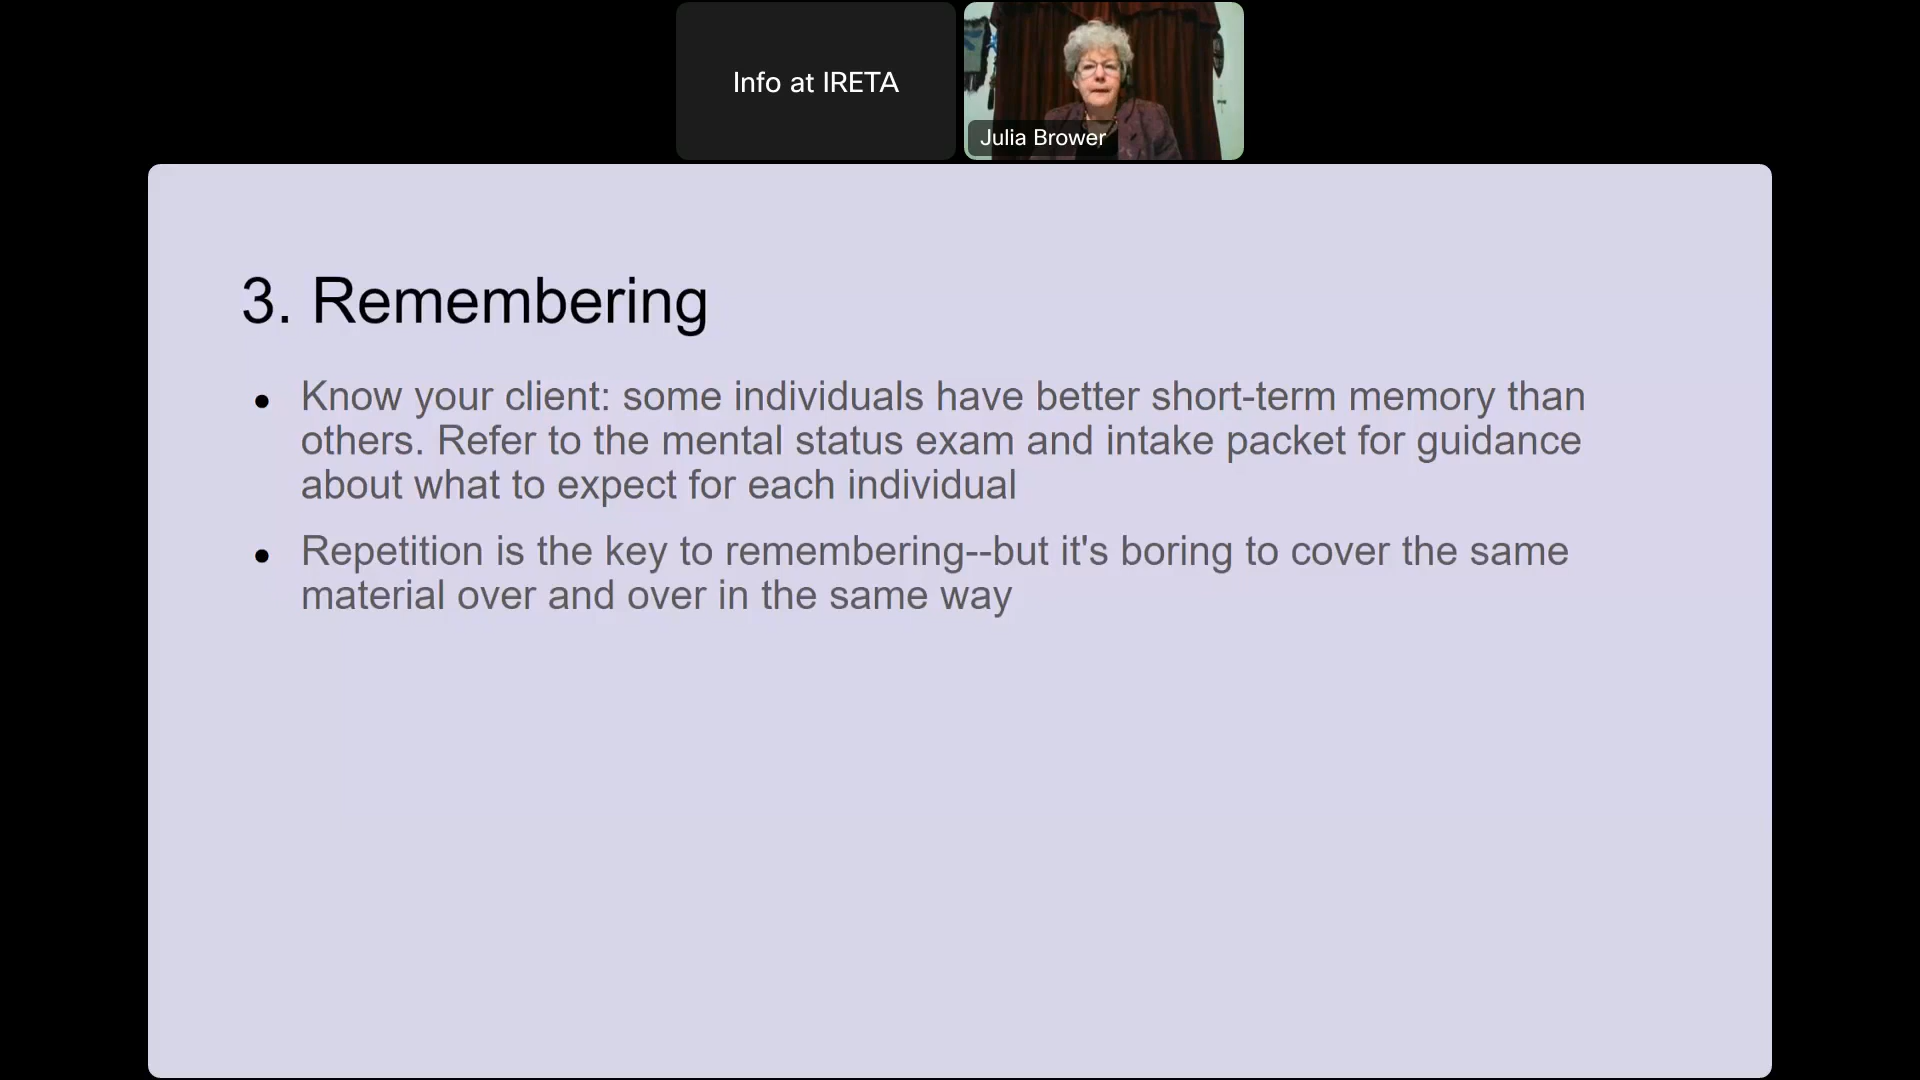 Info at IRETA
Julia Brower
3. Remembering
• Know your client: some individuals have better short-term memory than
others. Refer to the mental status exam and intake packet for guidance
about what to expect for each individual
• Repetition is the key to remembering--but it's boring to cover the same
material over and over in the same way